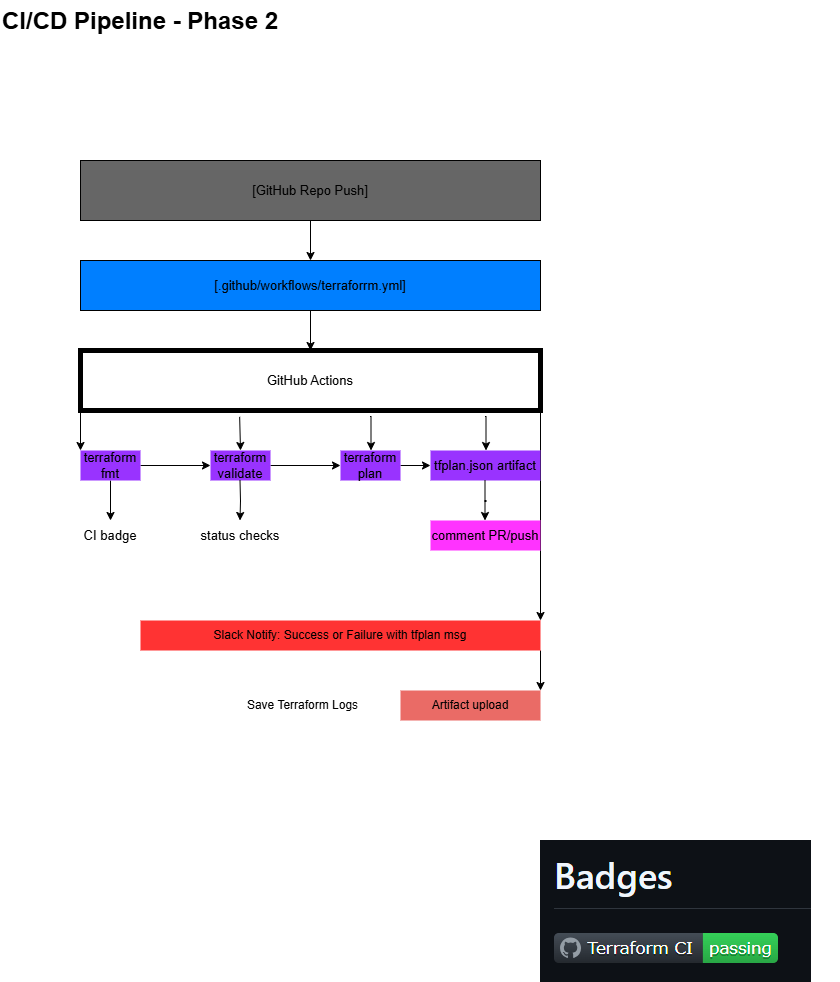 CI/CD Pipeline - Phase 2
[GitHub Repo Push]
[.github/workflows/terraforrm.yml]
GitHub Actions
terraform
fmt
terraform
validate
terraform
plan
tfplan.json artifact
CI badge
status checks
comment PR/push
Slack Notify: Success or Failure with tfplan msg
Save Terraform Logs
Artifact upload
Badges
Terraform CI passing